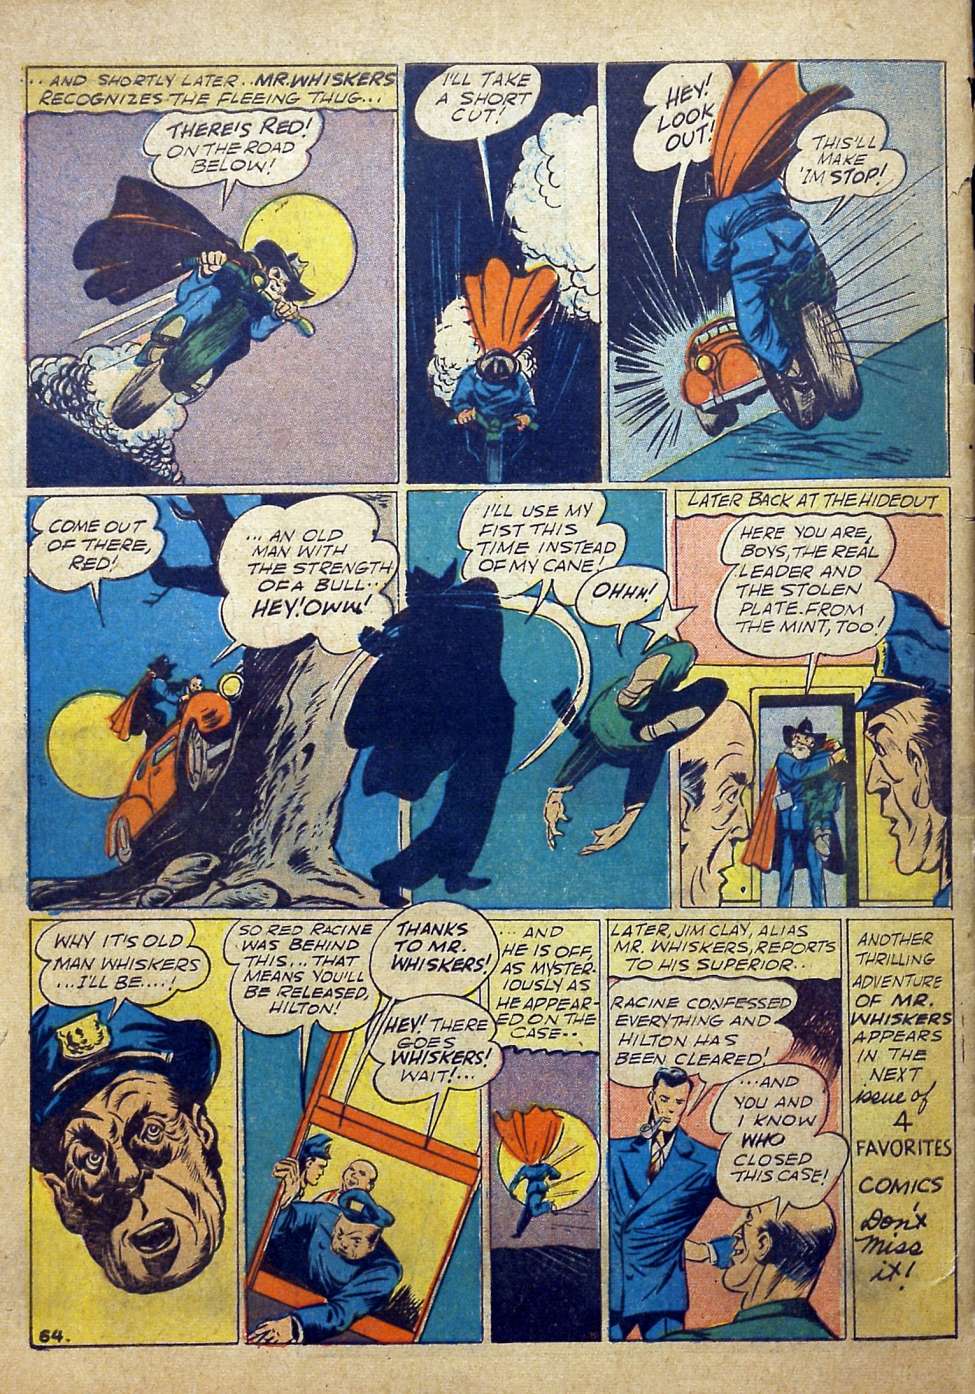 ..AND SHORTLY LATER..MR.WHISKERS
RECOGNIZES THE FLEEING THUG...
THERE'S RED!
ON THE ROAD
BELOW!
I'LL TAKE
A SHORT
CUT!
HEY!
LOOK
OUT!
THIS'LL
MAKE
'IM STOP!
COME OUT
OF THERE,
RED!
...AN OLD
MAN WITH
THE STRENGTH
OF A BULL...
HEY!OWW!
I'LL USE MY
FIST THIS
TIME INSTEAD
OF MY CANE!
OHHH!
LATER BACK AT THE HIDEOUT
HERE YOU ARE,
BOYS, THE REAL
LEADER AND
THE STOLEN
PLATE.FROM
THE MINT, TOO!
WHY IT'S OLD
MAN WHISKERS
...I'LL BE....!
SO RED RACINE
WAS BEHIND
THIS... THAT
MEANS YOU'LL
BE RELEASED,
HILTON!
THANKS
TO MR.
WHISKERS!
HEY! THERE
GOES
WHISKERS!
WAIT!...
...AND
HE IS OFF,
AS MYSTER-
IOUSLY AS
HE APPEAR-
ED ON THE
CASE...
LATER, JIM CLAY, ALIAS
MR. WHISKERS, REPORTS
TO HIS SUPERIOR...
RACINE CONFESSED
EVERYTHING AND
HILTON HAS
BEEN CLEARED!
...AND
YOU AND
I KNOW
WHO
CLOSED
THIS CASE!
ANOTHER
THRILLING
ADVENTURE
OF MR.
WHISKERS
APPEARS
IN THE
NEXT
issue of
4
FAVORITES
COMICS
Don't
Miss
it!
64.